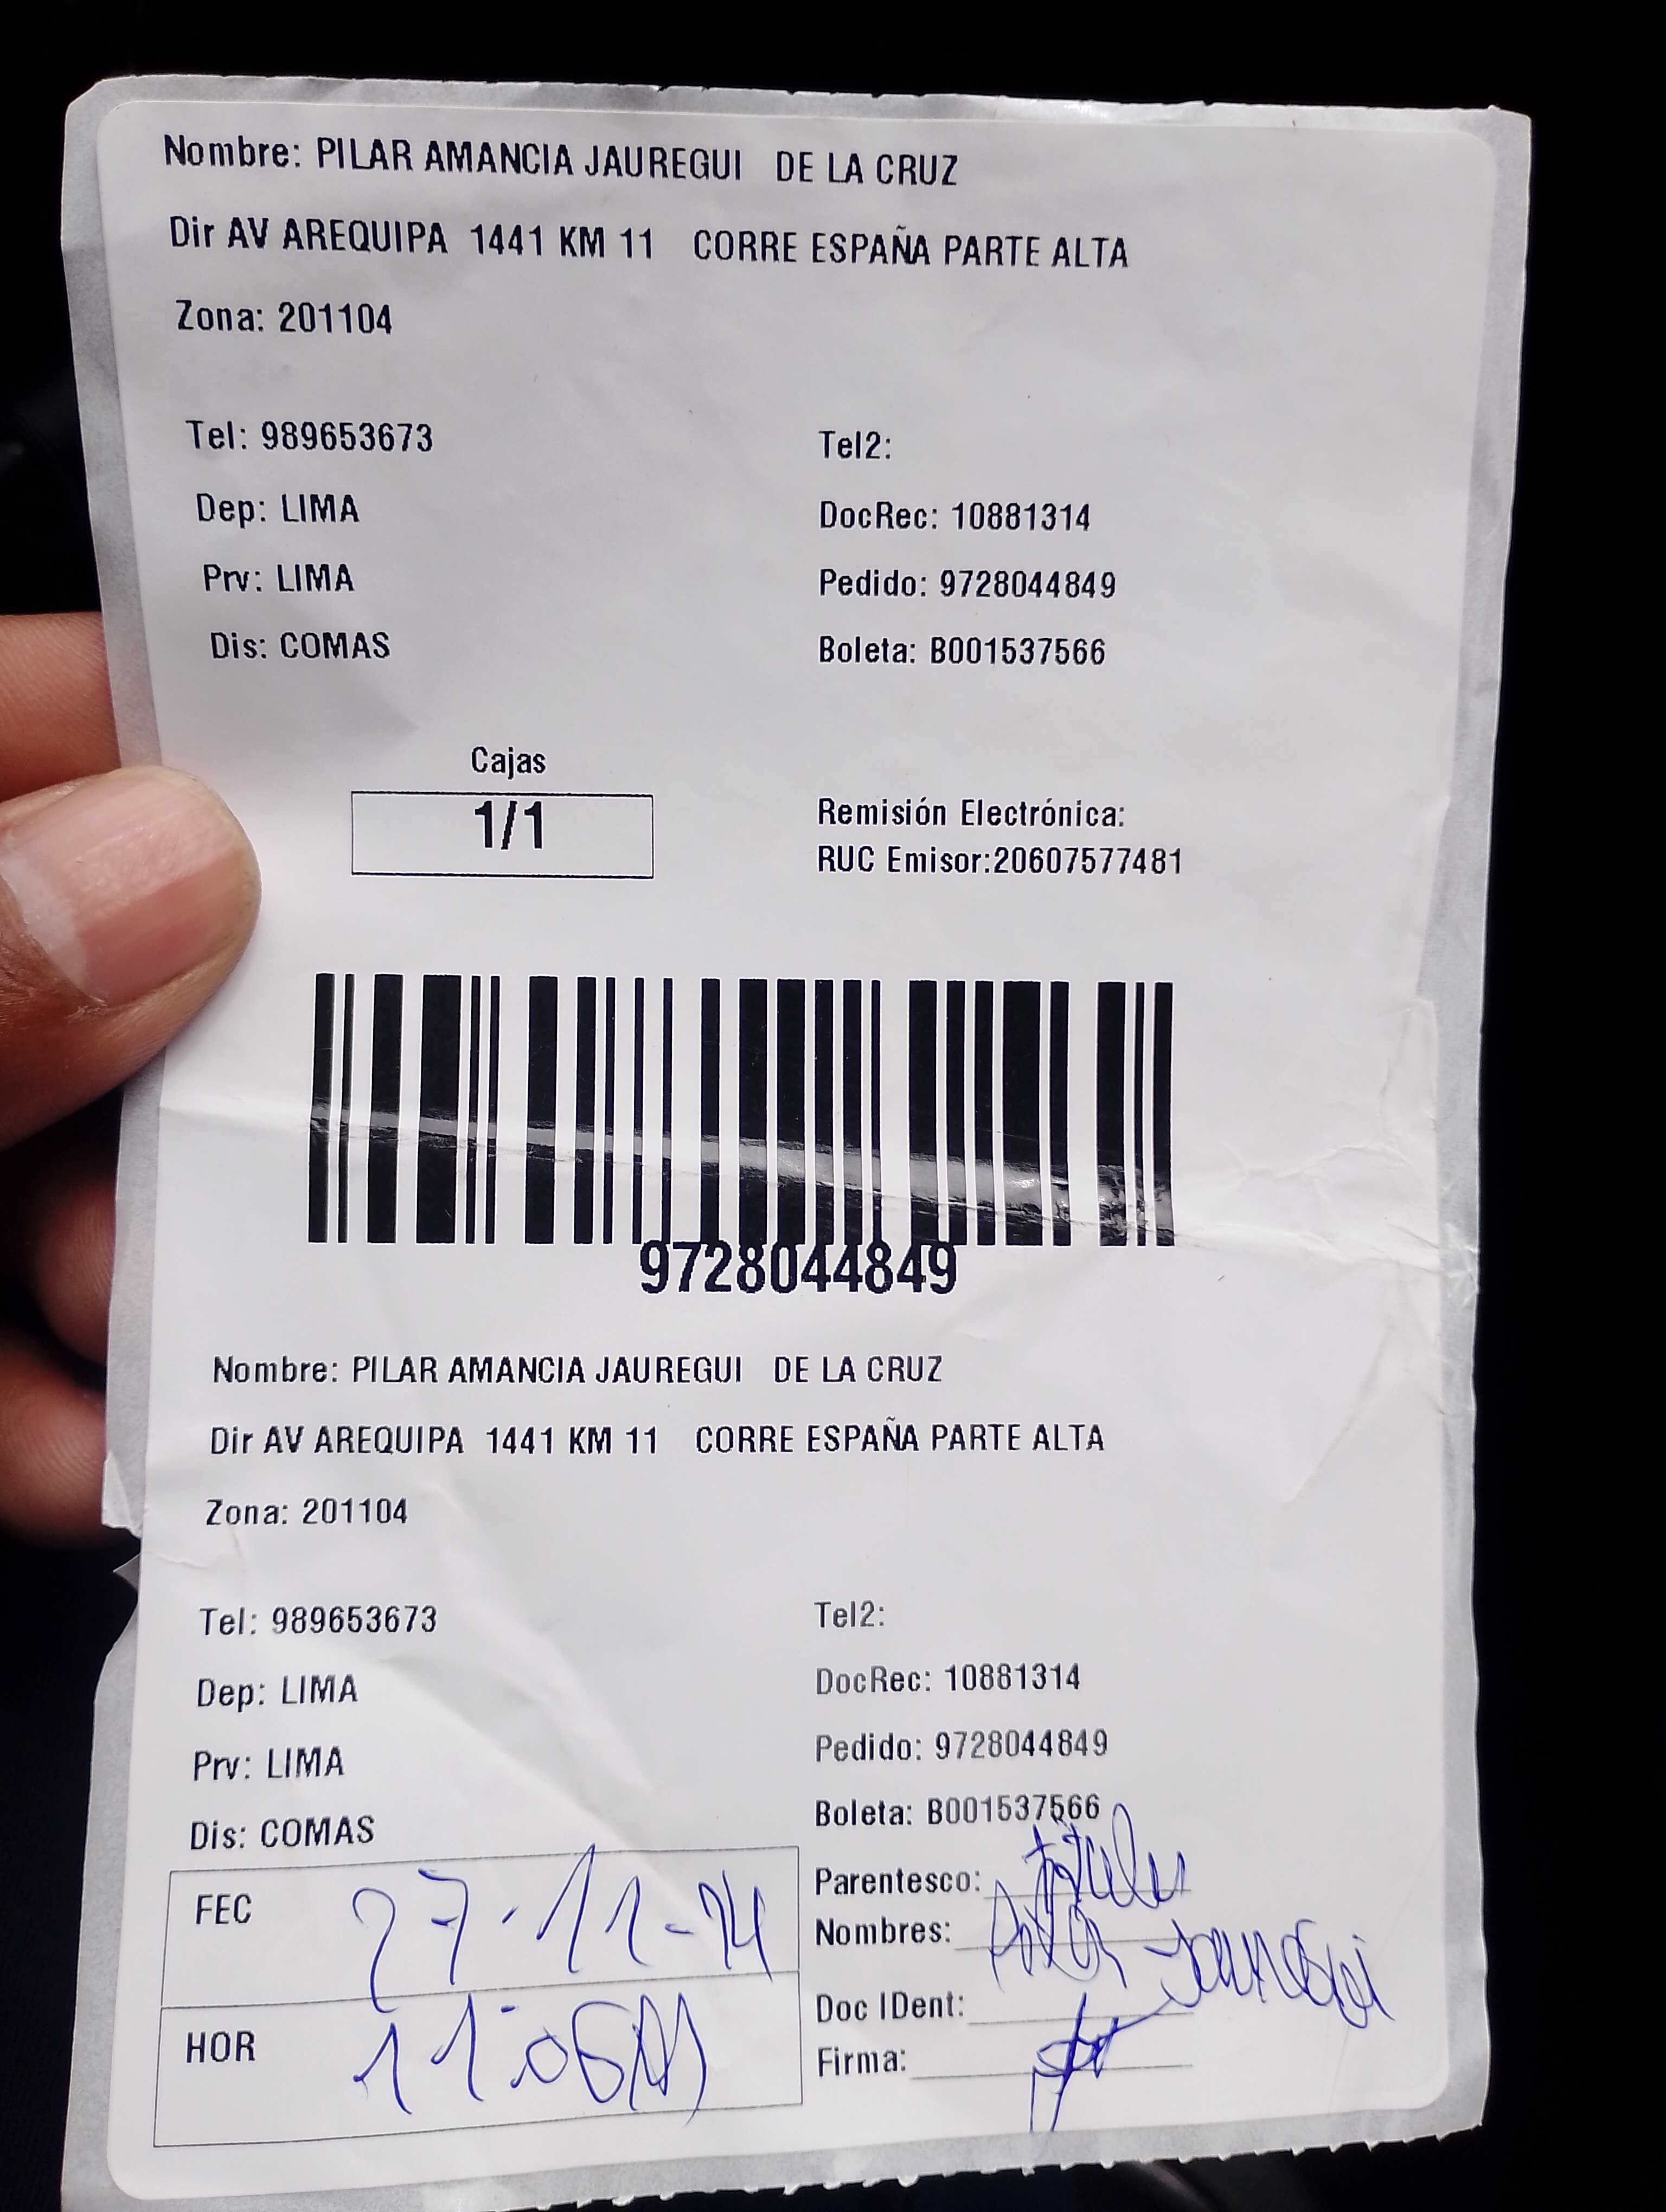 Nombre: PILAR AMANCIA JAUREGUI DE LA CRUZ
Dir AV AREQUIPA 1441 KM 11 CORRE ESPAÑA PARTE ALTA
Zona: 201104
Tel: 989653673 Tel2:
Dep: LIMA DocRec: 10881314
Prv: LIMA Pedido: 9728044849
Dis: COMAS Boleta: B001537566
Cajas
1/1
Remisión Electrónica:
RUC Emisor:20607577481
9728044849
Nombre: PILAR AMANCIA JAUREGUI DE LA CRUZ
Dir AV AREQUIPA 1441 KM 11 CORRE ESPAÑA PARTE ALTA
Zona: 201104
Tel: 989653673 Tel2:
Dep: LIMA DocRec: 10881314
Prv: LIMA Pedido: 9728044849
Dis: COMAS Boleta: B001537566
FEC 27-11-24
HOR 11:06
Parentesco:
Nombres:
Doc IDent:
Firma: